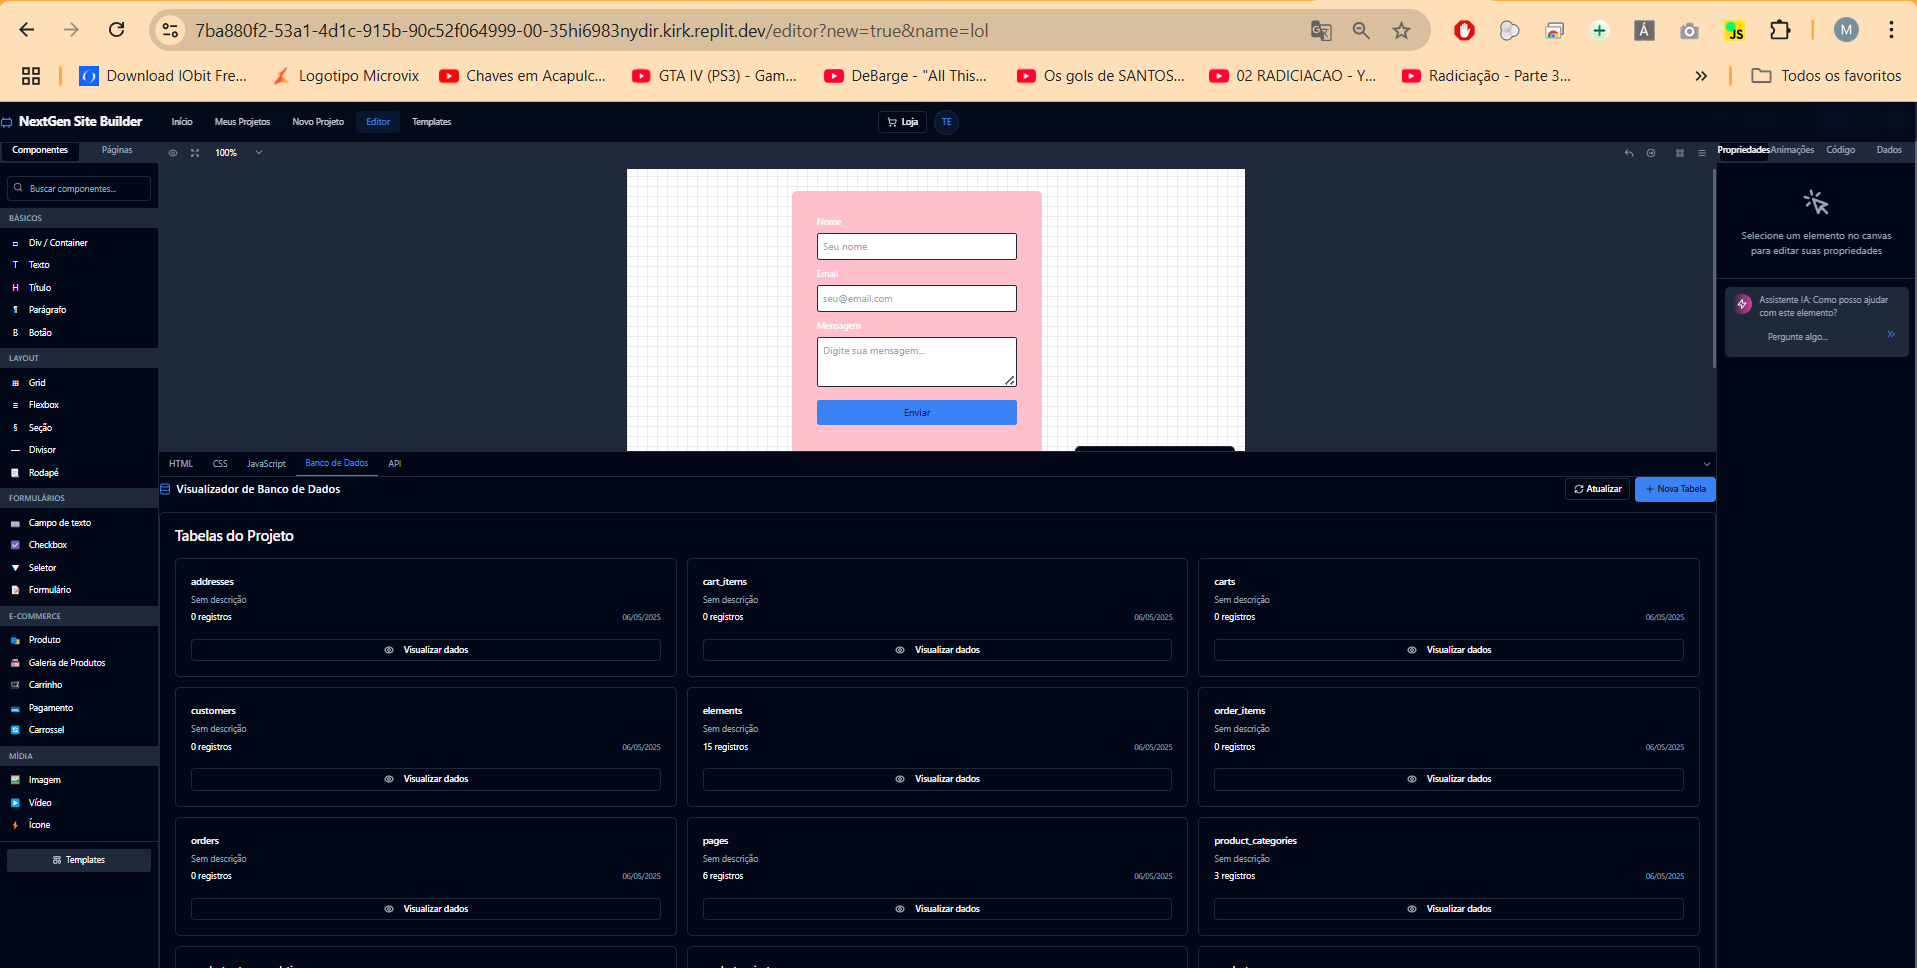 7ba880f2-53a1-4d1c-915b-90c52f064999-00-35hi6983nydir.kirk.replit.dev/editor?new=true&name=lol
M
Download IObit Fre...
Logotipo Microvix
Chaves em Acapulc...
GTA IV (PS3) - Gam...
DeBarge - "All This...
Os gols de SANTOS...
02 RADICIACAO - Y...
Radiciação - Parte 3...
Todos os favoritos
NextGen Site Builder
Início
Meus Projetos
Novo Projeto
Editor
Templates
Loja
TE
Componentes
Páginas
100%
Propriedades
Animações
Código
Dados
Buscar componentes...
BÁSICOS
Div / Container
T Texto
H Título
¶ Parágrafo
B Botão
LAYOUT
Grid
Flexbox
§ Seção
Divisor
Rodapé
FORMULÁRIOS
Campo de texto
Checkbox
Seletor
Formulário
E-COMMERCE
Produto
Galeria de Produtos
Carrinho
Pagamento
Carrossel
MÍDIA
Imagem
Vídeo
Ícone
Templates
Nome
Seu nome
Email
seu@email.com
Mensagem
Digite sua mensagem...
Enviar
Selecione um elemento no canvas
para editar suas propriedades
Assistente IA: Como posso ajudar
com este elemento?
Pergunte algo...
HTML
CSS
JavaScript
Banco de Dados
API
Visualizador de Banco de Dados
Atualizar
+ Nova Tabela
Tabelas do Projeto
addresses
Sem descrição
0 registros
06/05/2025
Visualizar dados
cart_items
Sem descrição
0 registros
06/05/2025
Visualizar dados
carts
Sem descrição
0 registros
06/05/2025
Visualizar dados
customers
Sem descrição
0 registros
06/05/2025
Visualizar dados
elements
Sem descrição
15 registros
06/05/2025
Visualizar dados
order_items
Sem descrição
0 registros
06/05/2025
Visualizar dados
orders
Sem descrição
0 registros
06/05/2025
Visualizar dados
pages
Sem descrição
6 registros
06/05/2025
Visualizar dados
product_categories
Sem descrição
3 registros
06/05/2025
Visualizar dados